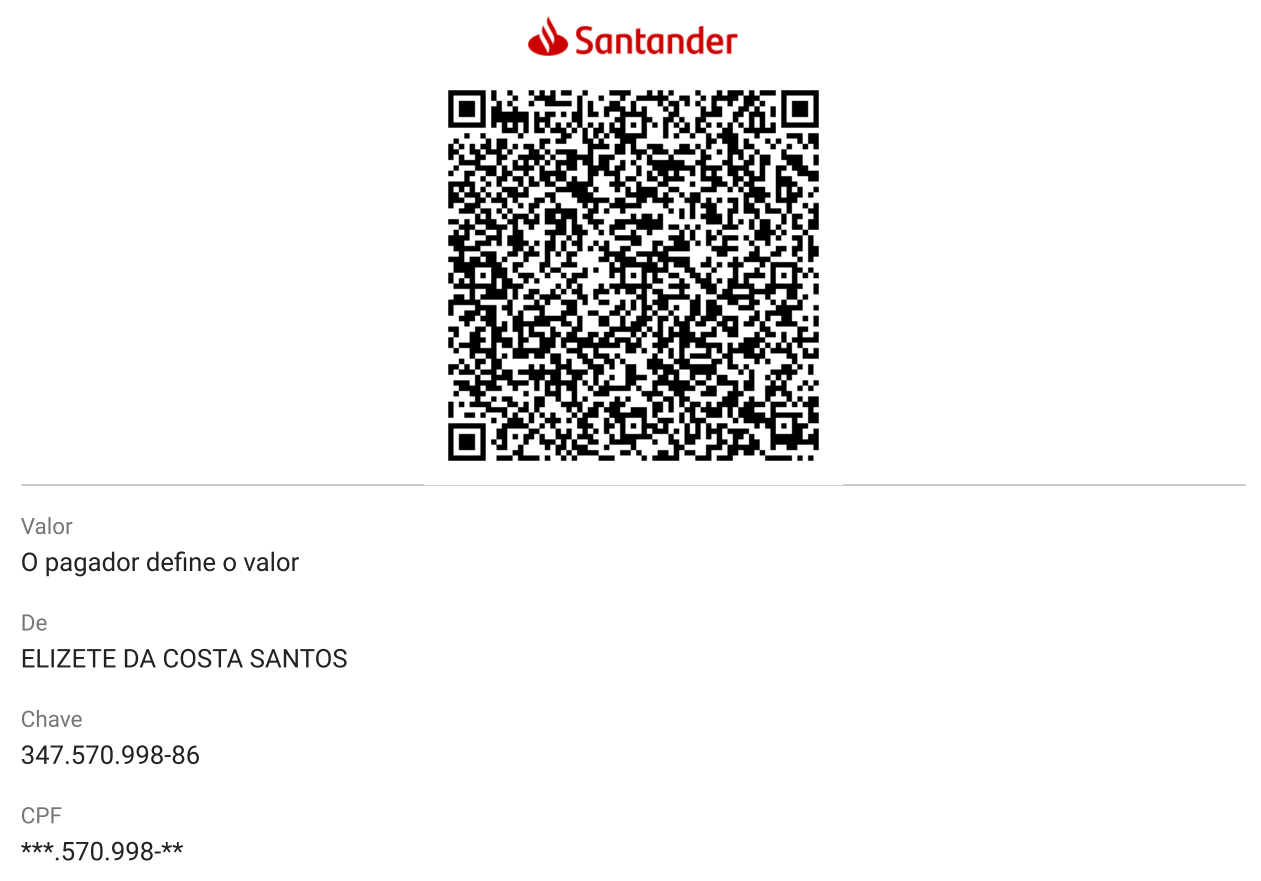 Santander
Valor
O pagador define o valor
De
ELIZETE DA COSTA SANTOS
Chave
347.570.998-86
CPF
***.570.998-**